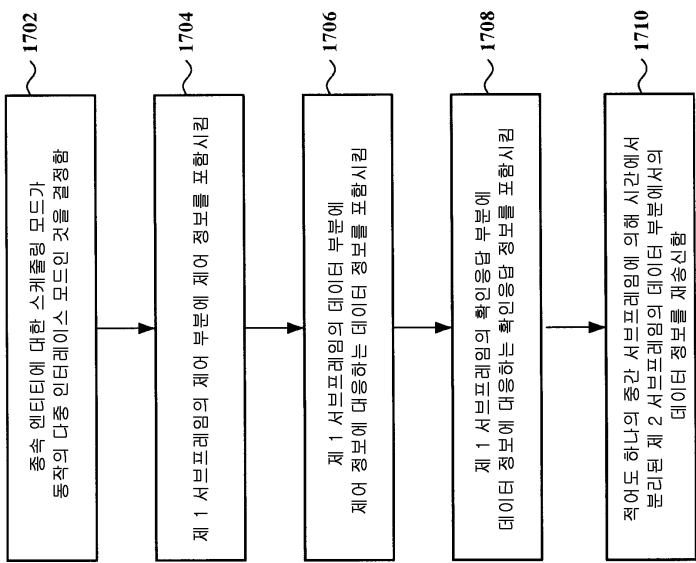 1702
종속 엔티티에 대한 스케줄링 모드가
동작의 다중 인터레이스 모드인 것을 결정함
1704
제 1 서브프레임의 제어 부분에 제어 정보를 포함시킴
1706
제 1 서브프레임의 데이터 부분에
제어 정보에 대응하는 데이터 정보를 포함시킴
1708
제 1 서브프레임의 확인응답 부분에
데이터 정보에 대응하는 확인응답 정보를 포함시킴
1710
적어도 하나의 중간 서브프레임에 의해 시간에서
분리된 제 2 서브프레임의 데이터 부분에서의
데이터 정보를 재송신함